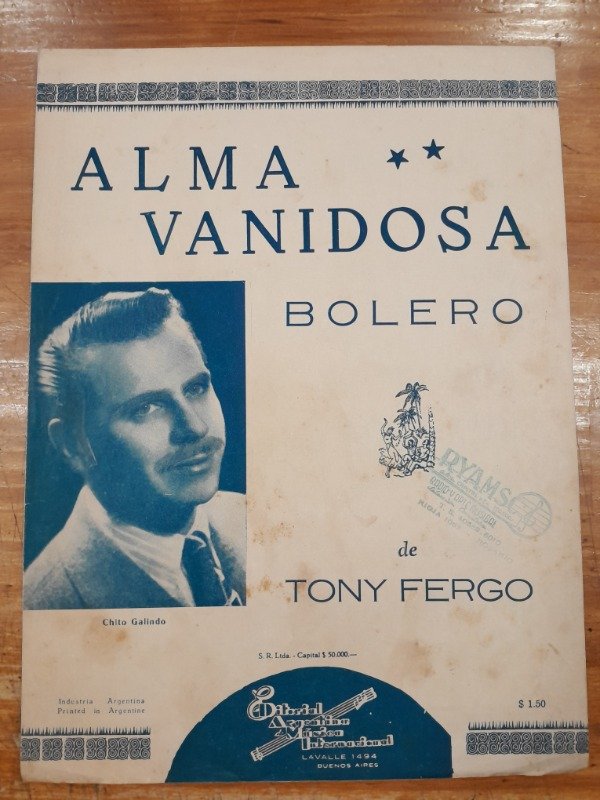 ALMA
VANIDOSA
BOLERO
de
TONY FERGO
Chito Galindo
S. R. Ltda. - Capital $ 50.000.—
Industria Argentina
Printed in Argentine
$ 1.50
Editorial
Argentina
Música
Internacional
LAVALLE 1494
BUENOS AIRES